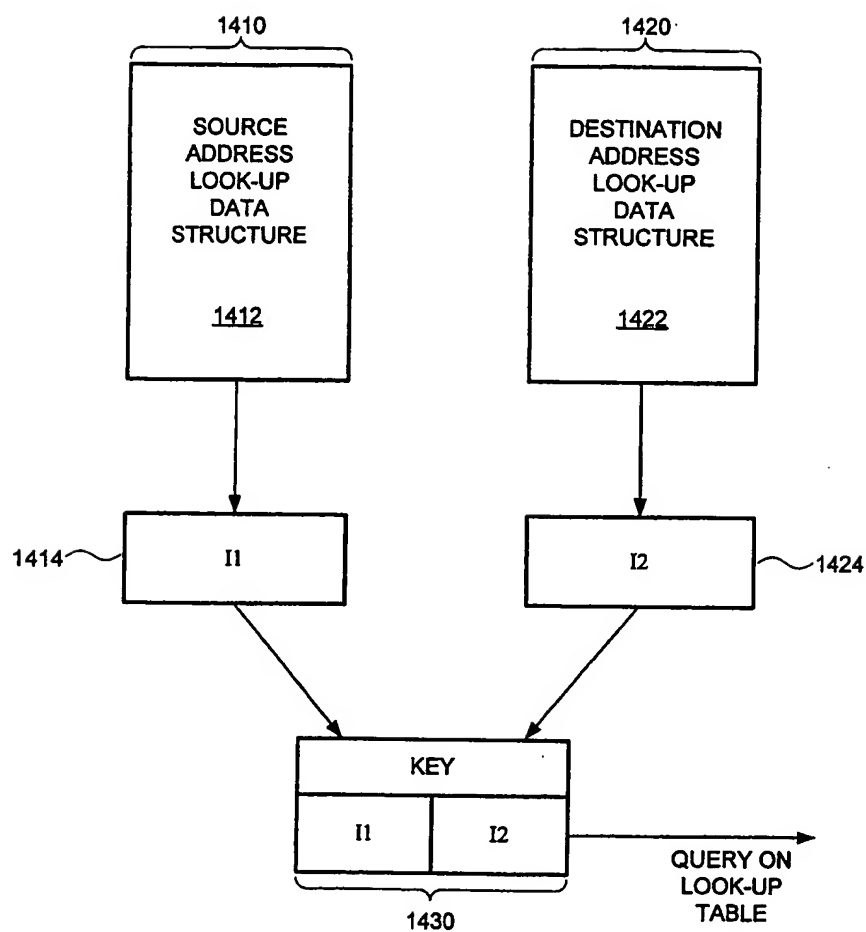 1410
1420
SOURCE
ADDRESS
LOOK-UP
DATA
STRUCTURE
1412
DESTINATION
ADDRESS
LOOK-UP
DATA
STRUCTURE
1422
1414
I1
I2
1424
KEY
I1
I2
QUERY ON
LOOK-UP
TABLE
1430